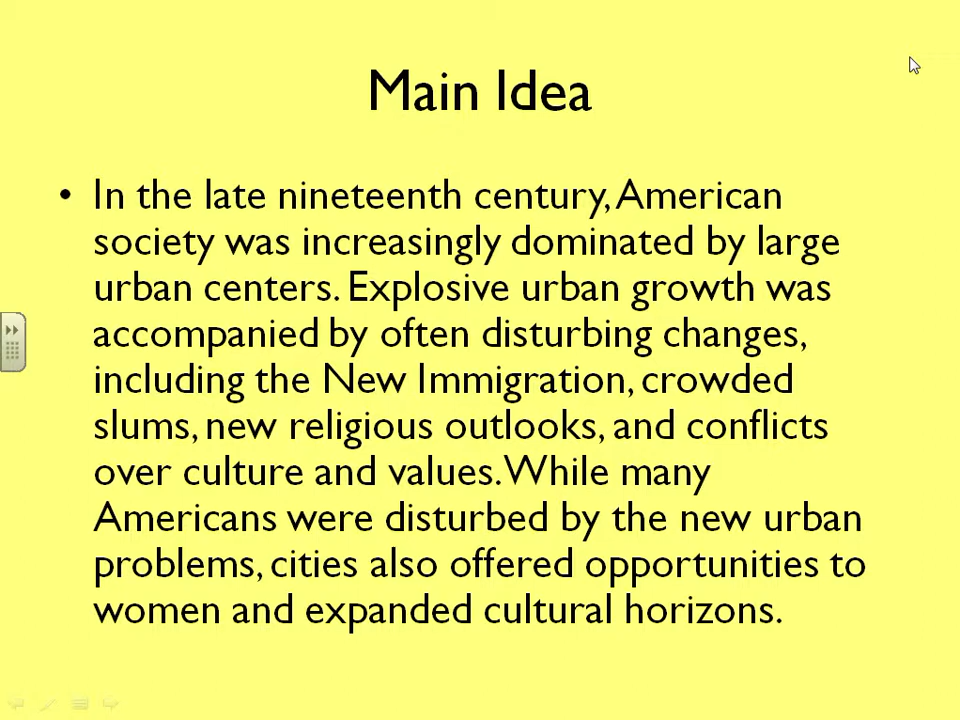 Main Idea
• In the late nineteenth century, American
society was increasingly dominated by large
urban centers. Explosive urban growth was
accompanied by often disturbing changes,
including the New Immigration, crowded
slums, new religious outlooks, and conflicts
over culture and values. While many
Americans were disturbed by the new urban
problems, cities also offered opportunities to
women and expanded cultural horizons.